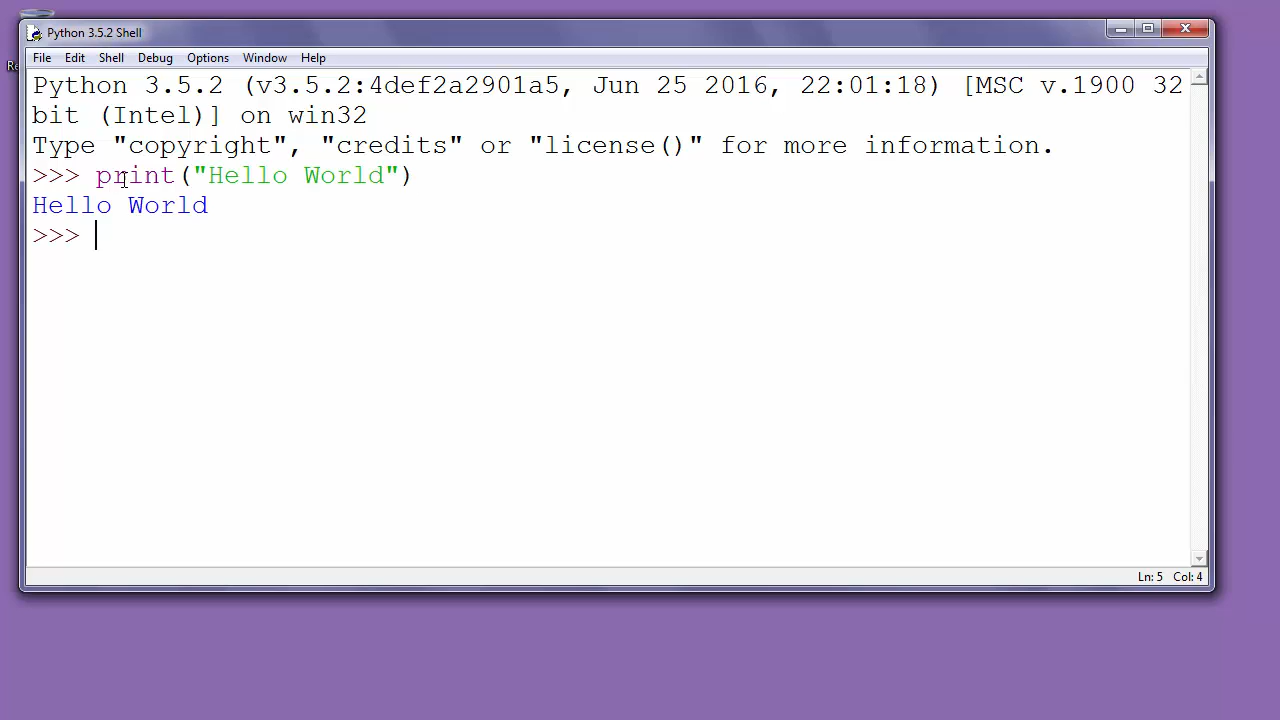 Python 3.5.2 Shell
File Edit Shell Debug Options Window Help
Python 3.5.2 (v3.5.2:4def2a2901a5, Jun 25 2016, 22:01:18) [MSC v.1900 32
bit (Intel)] on win32
Type "copyright", "credits" or "license()" for more information.
>>> print("Hello World")
Hello World
>>>
Ln: 5 Col: 4